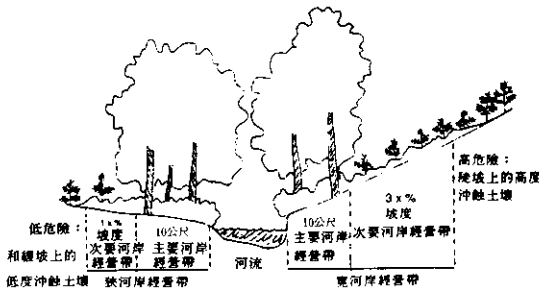 低危險：
和緩坡上的
低度沖蝕土壤
1x%
坡度
次要河岸
經營帶
10公尺
主要河岸
經營帶
狹河岸經營帶
河流
10公尺
主要河岸
經營帶
3x%
坡度
次要河岸經營帶
寬河岸經營帶
高危險：
陡坡上的高度
沖蝕土壤